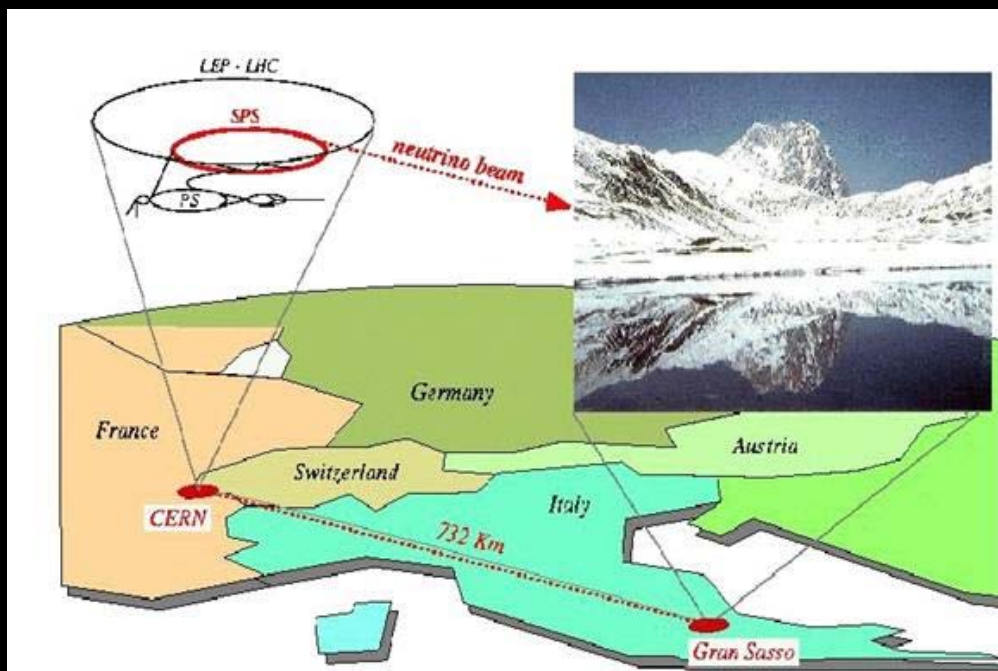 LEP - LHC
SPS
neutrino beam
PS
Germany
France
Austria
Switzerland
Italy
CERN
732 Km
Gran Sasso